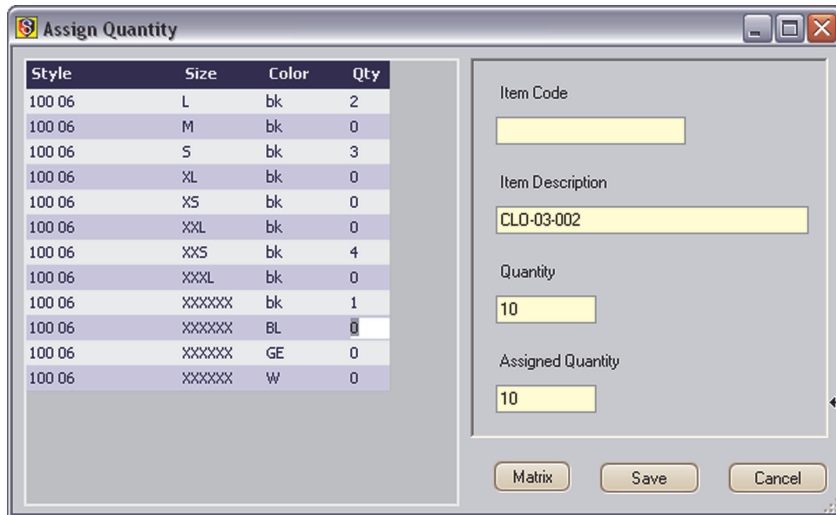 Assign Quantity
Style Size Color Qty
100 06 L bk 2
100 06 M bk 0
100 06 S bk 3
100 06 XL bk 0
100 06 XS bk 0
100 06 XXL bk 0
100 06 XXS bk 4
100 06 XXXL bk 0
100 06 XXXXXX bk 1
100 06 XXXXXX BL 0
100 06 XXXXXX GE 0
100 06 XXXXXX W 0
Item Code
Item Description
CLO-03-002
Quantity
10
Assigned Quantity
10
Matrix Save Cancel